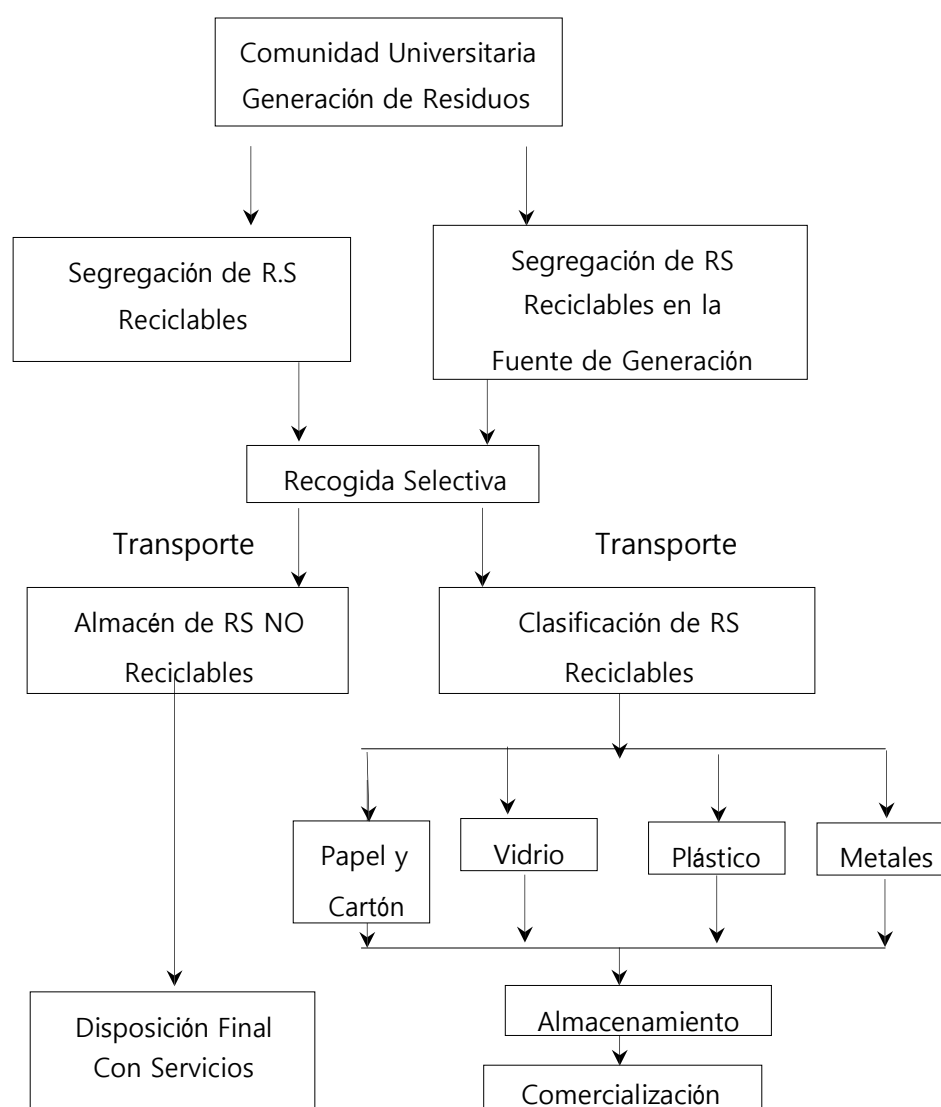 Comunidad Universitaria
Generación de Residuos
Segregación de R.S
Reciclables
Segregación de RS
Reciclables en la
Fuente de Generación
Recogida Selectiva
Transporte
Transporte
Almacén de RS NO
Reciclables
Clasificación de RS
Reciclables
Papel y
Cartón
Vidrio
Plástico
Metales
Disposición Final
Con Servicios
Almacenamiento
Comercialización